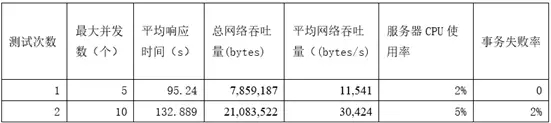 测试次数 最大并发数（个） 平均响应时间（s） 总网络吞吐量(bytes) 平均网络吞吐量（(bytes/s) 服务器 CPU 使用率 事务失败率
1 5 95.24 7,859,187 11,541 2% 0
2 10 132.889 21,083,522 30,424 5% 2%